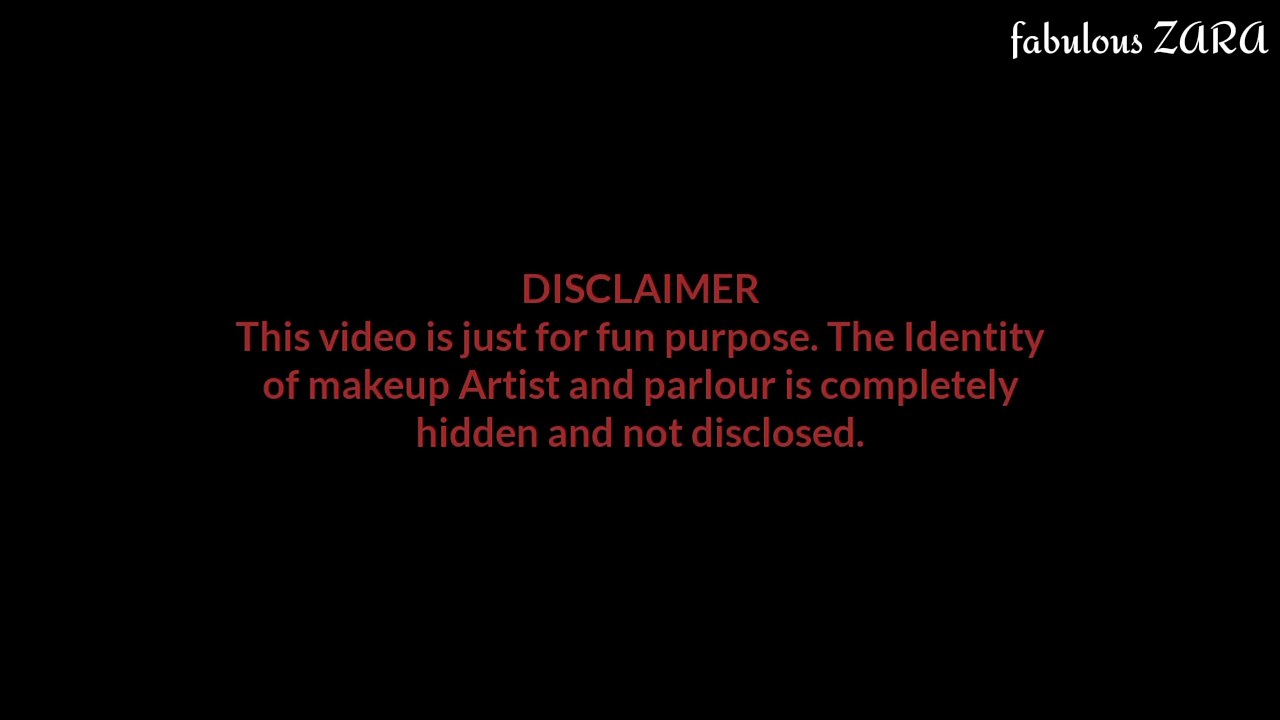 fabulous ZARA
DISCLAIMER
This video is just for fun purpose. The Identity
of makeup Artist and parlour is completely
hidden and not disclosed.